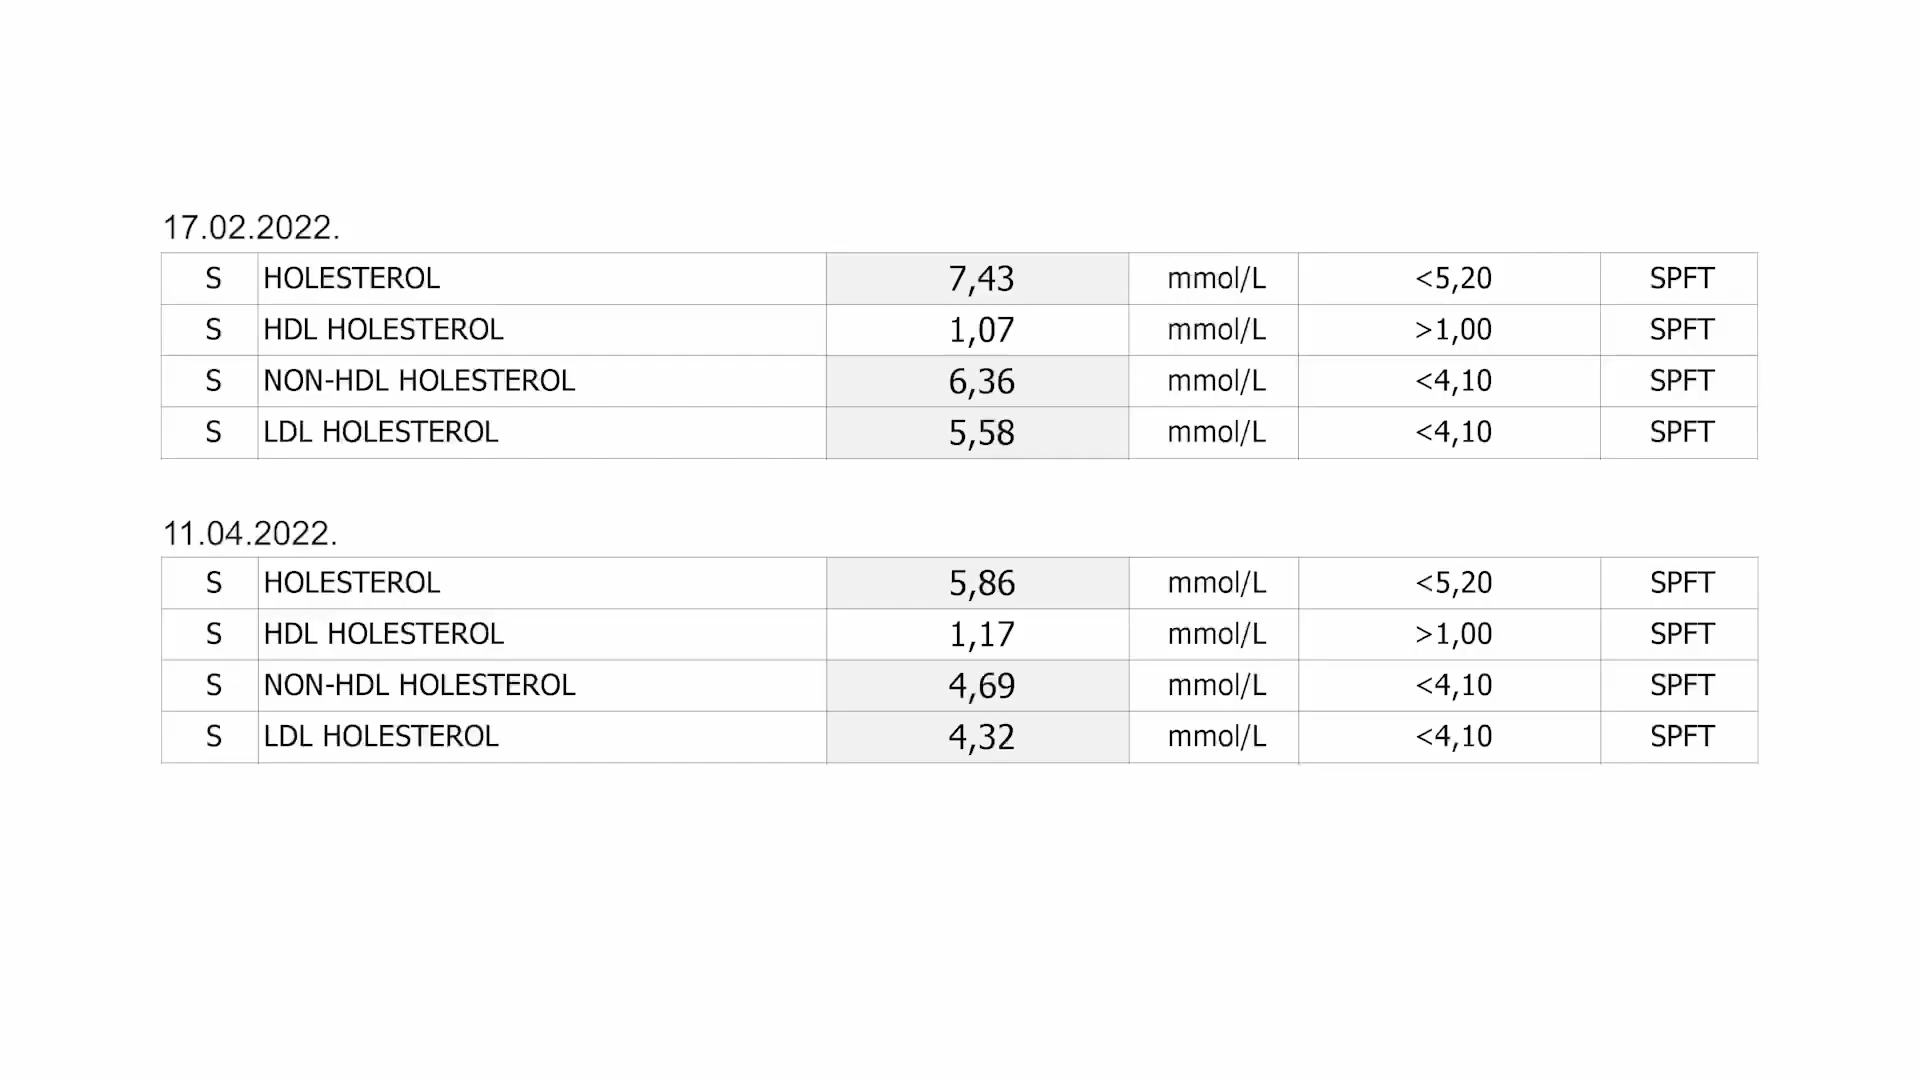 17.02.2022.
S HOLESTEROL 7,43 mmol/L <5,20 SPFT
S HDL HOLESTEROL 1,07 mmol/L >1,00 SPFT
S NON-HDL HOLESTEROL 6,36 mmol/L <4,10 SPFT
S LDL HOLESTEROL 5,58 mmol/L <4,10 SPFT
11.04.2022.
S HOLESTEROL 5,86 mmol/L <5,20 SPFT
S HDL HOLESTEROL 1,17 mmol/L >1,00 SPFT
S NON-HDL HOLESTEROL 4,69 mmol/L <4,10 SPFT
S LDL HOLESTEROL 4,32 mmol/L <4,10 SPFT